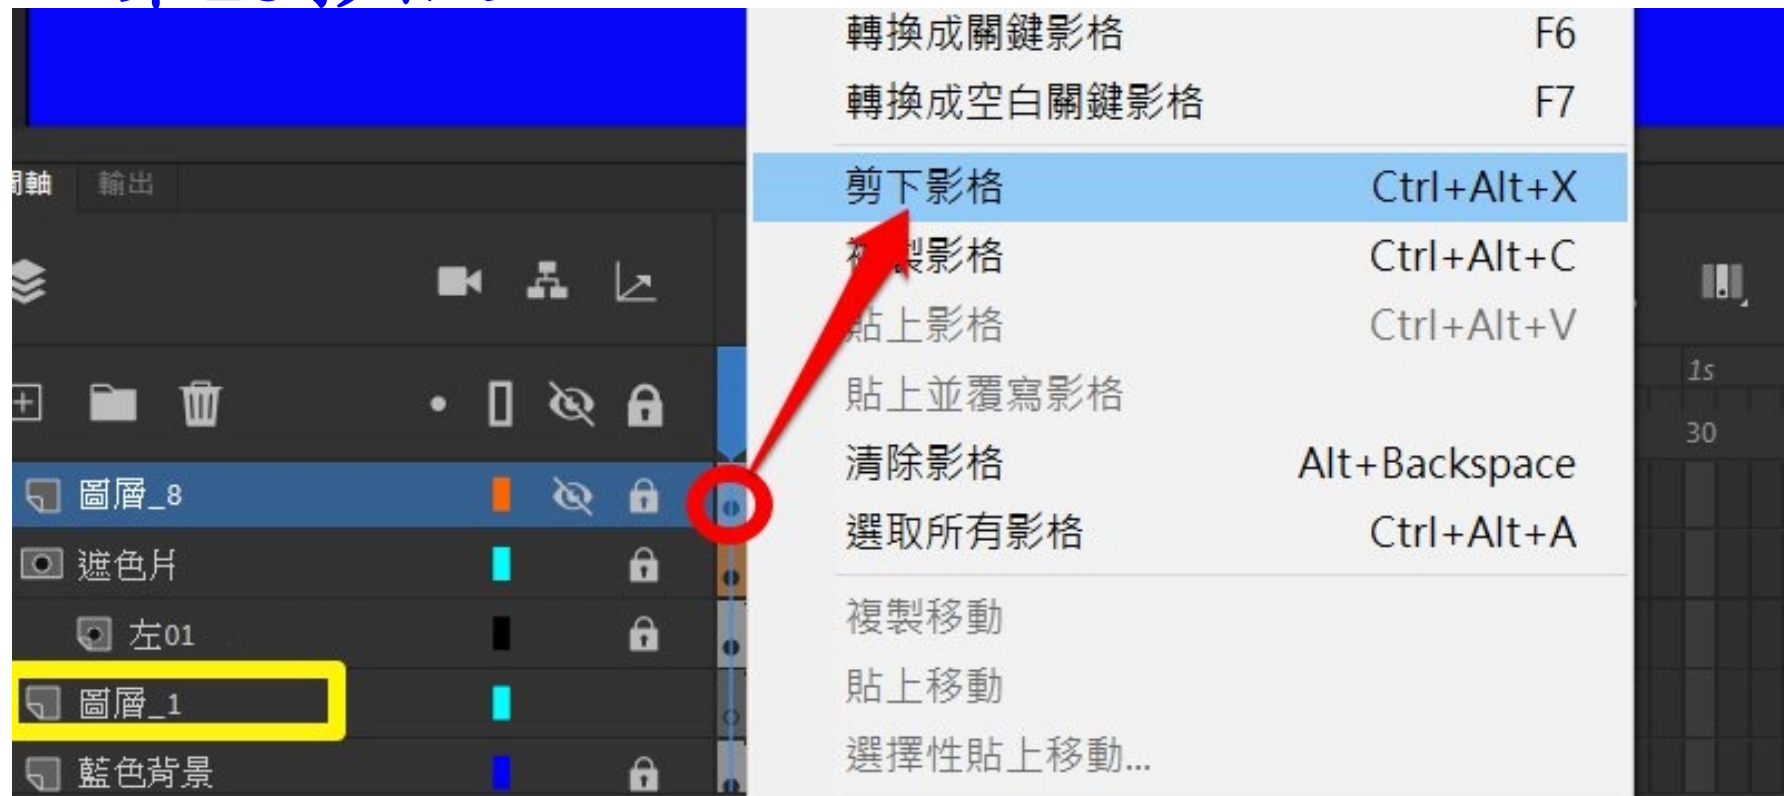 轉換成關鍵影格 F6
轉換成空白關鍵影格 F7
間軸 輸出
剪下影格 Ctrl+Alt+X
複製影格 Ctrl+Alt+C
貼上影格 Ctrl+Alt+V
貼上並覆寫影格
1s
30
清除影格 Alt+Backspace
圖層_8
選取所有影格 Ctrl+Alt+A
遮色片
複製移動
左01
貼上移動
圖層_1
選擇性貼上移動...
藍色背景